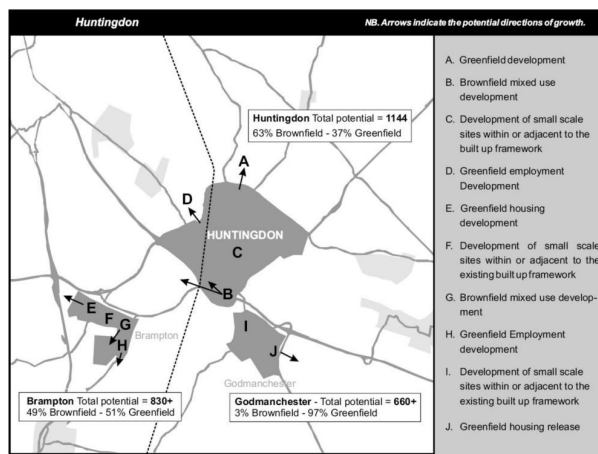 Huntingdon
NB. Arrows indicate the potential directions of growth.
Huntingdon Total potential = 1144
63% Brownfield - 37% Greenfield
A
D
HUNTINGDON
C
B
E
F
G
Brampton
H
I
J
Godmanchester
Brampton Total potential = 830+
49% Brownfield - 51% Greenfield
Godmanchester - Total potential = 660+
3% Brownfield - 97% Greenfield
A. Greenfield development
B. Brownfield mixed use
development
C. Development of small scale
sites within or adjacent to the
built up framework
D. Greenfield employment
Development
E. Greenfield housing
development
F. Development of small scale
sites within or adjacent to the
existing built up framework
G. Brownfield mixed use develop-
ment
H. Greenfield Employment
development
I. Development of small scale
sites within or adjacent to the
existing built up framework
J. Greenfield housing release